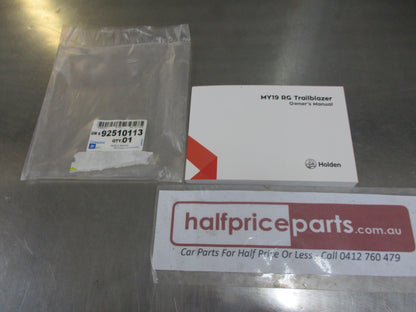 GM & 92510113
QTY: 01
MY19 RG Trailblazer
Owner's Manual
Holden
halfpriceparts.com.au
Car Parts For Half Price Or Less - Call 0412 760 479